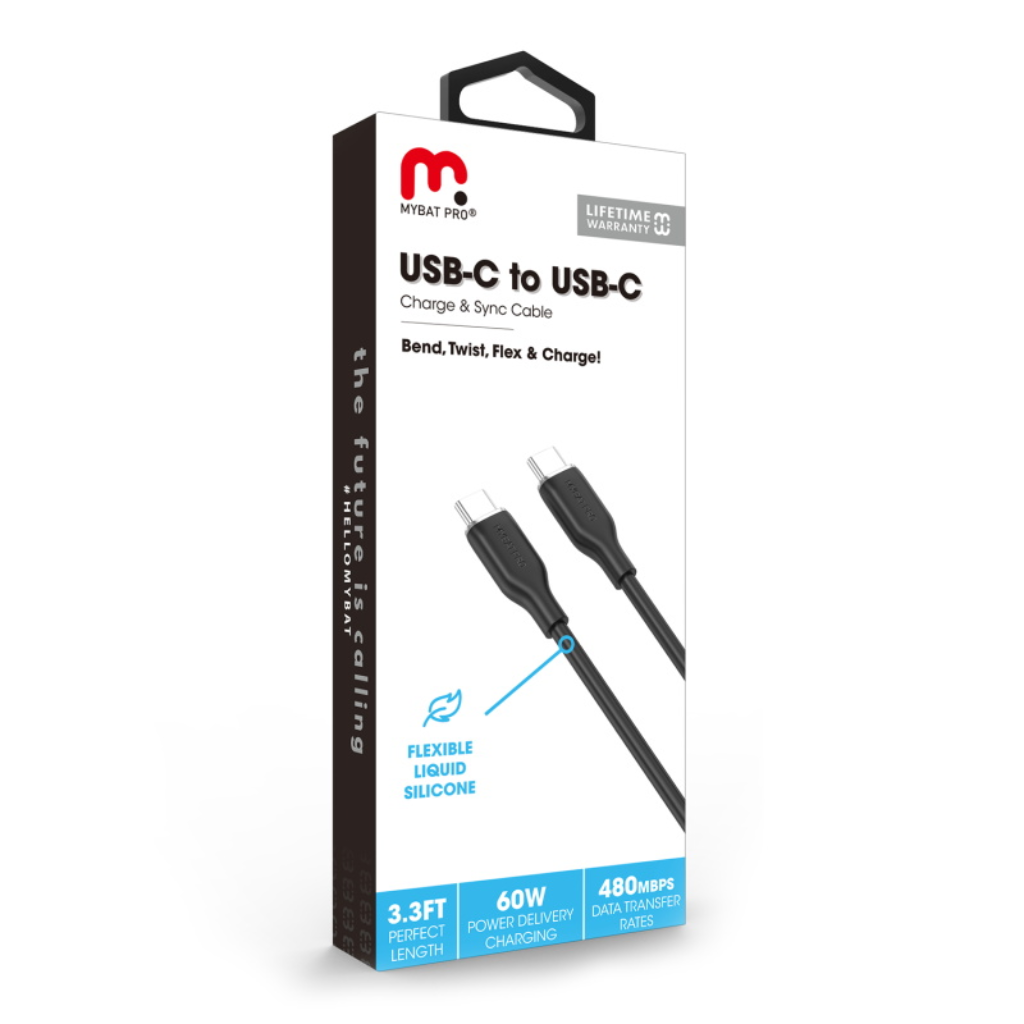 MYBAT PRO®
LIFETIME
WARRANTY
USB-C to USB-C
Charge & Sync Cable
Bend, Twist, Flex & Charge!
the future is calling
#HELLOMYBAT
FLEXIBLE
LIQUID
SILICONE
3.3FT
PERFECT
LENGTH
60W
POWER DELIVERY
CHARGING
480MBPS
DATA TRANSFER
RATES